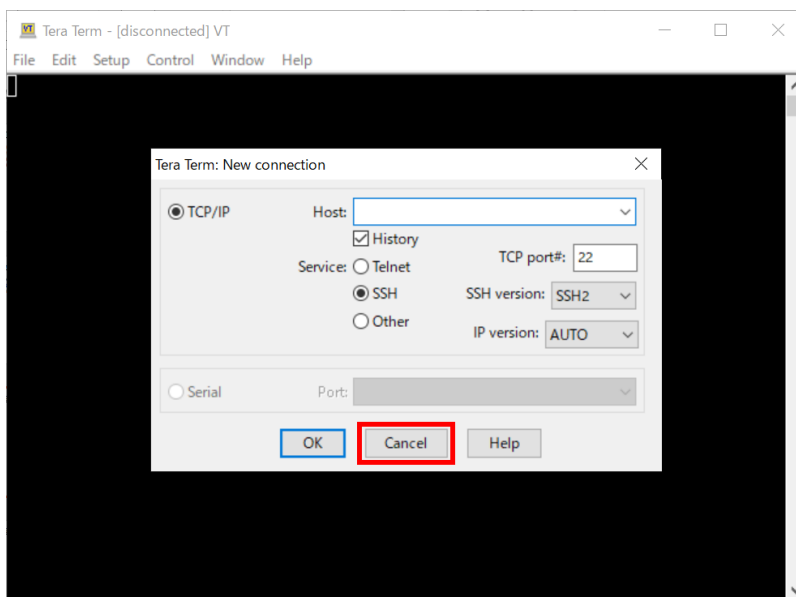 Tera Term - [disconnected] VT
File Edit Setup Control Window Help
Tera Term: New connection
TCP/IP Host:
History
Service: Telnet TCP port#: 22
SSH SSH version: SSH2
Other IP version: AUTO
Serial Port:
OK Cancel Help